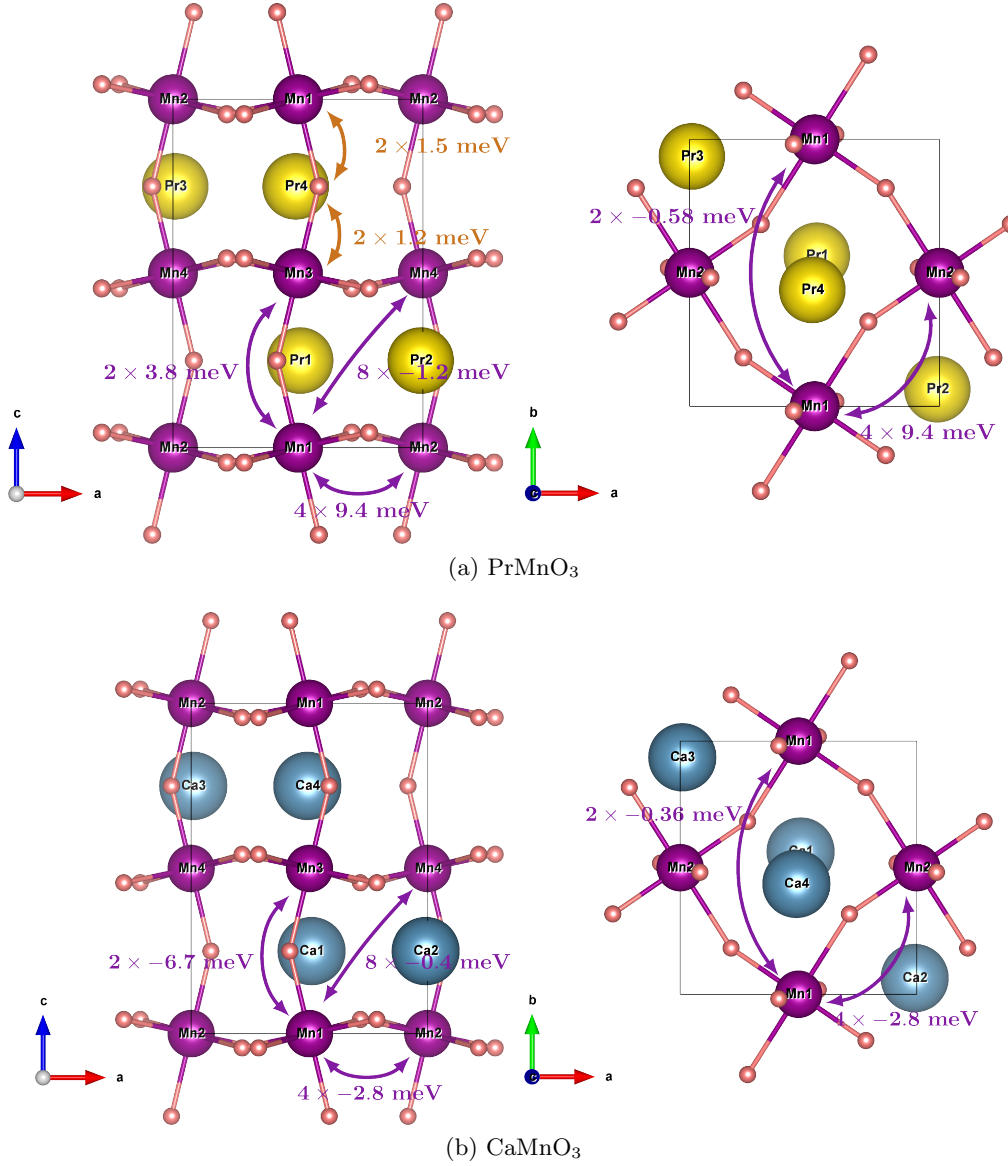 Mn2 Mn1 Mn2
2 × 1.5 meV
Pr3 Pr4
2 × 1.2 meV
Mn4 Mn3 Mn4
2 × 3.8 meV Pr1 8 × −1.2 meV Pr2
Mn2 Mn1 Mn2
4 × 9.4 meV
c
a
Mn1
Pr3
2 × −0.58 meV
Pr1
Mn2 Mn2
Pr4
Pr2
Mn1
4 × 9.4 meV
b
c a
(a) PrMnO₃
Mn2 Mn1 Mn2
Ca3 Ca4
Mn4 Mn3 Mn4
2 × −6.7 meV Ca1 8 × −0.4 meV Ca2
Mn2 Mn1 Mn2
4 × −2.8 meV
c
a
Mn1
Ca3
2 × −0.36 meV
Ca1
Mn2 Mn2
Ca4
Ca2
Mn1
4 × −2.8 meV
b
c a
(b) CaMnO₃